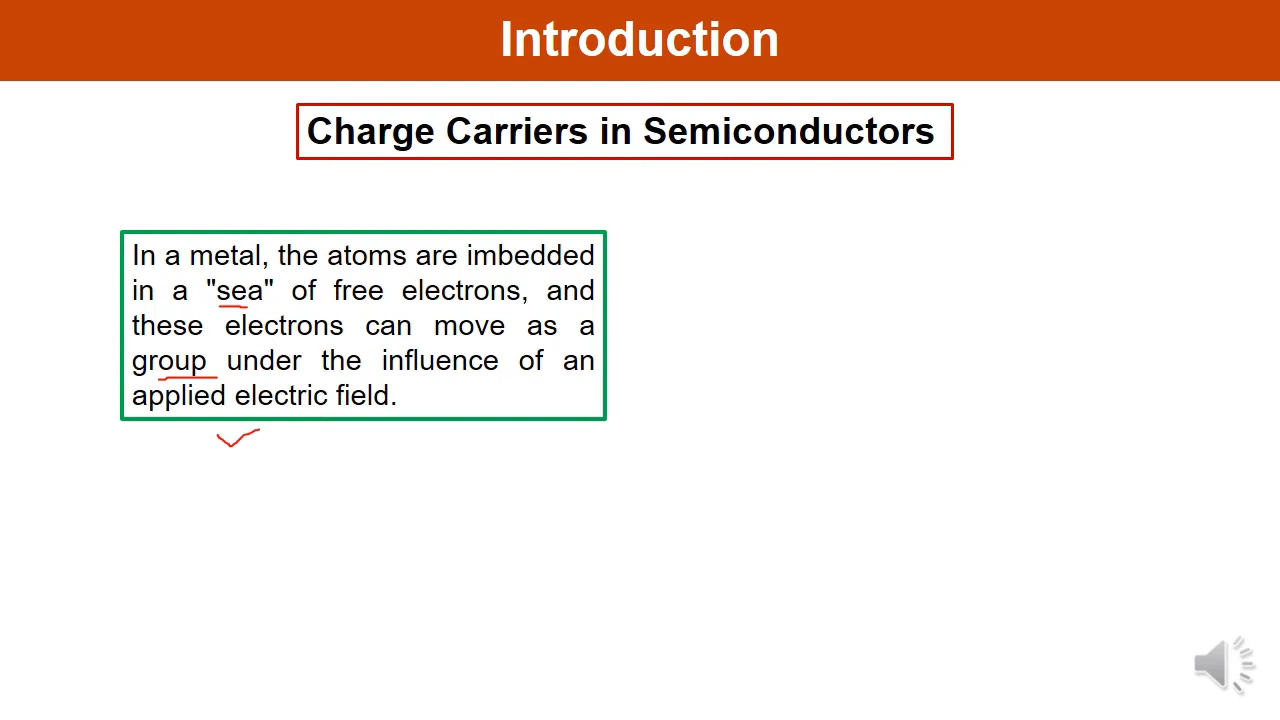 Introduction
Charge Carriers in Semiconductors
In a metal, the atoms are imbedded
in a "sea" of free electrons, and
these electrons can move as a
group under the influence of an
applied electric field.